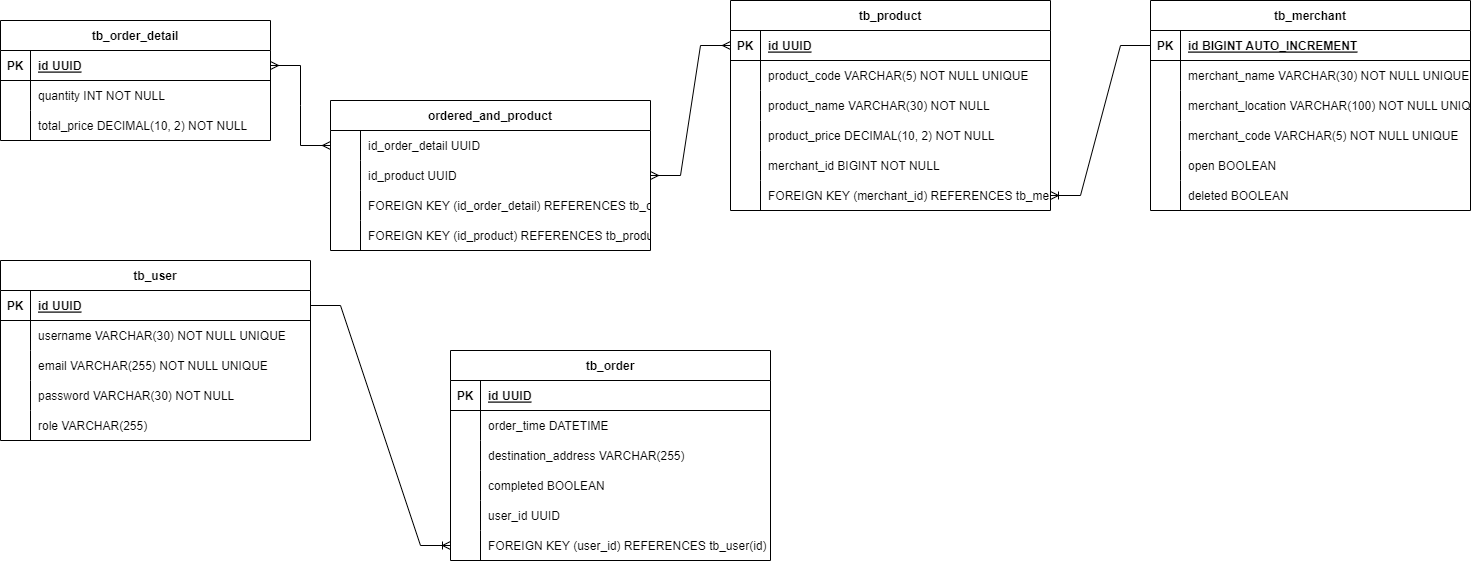 tb_order_detail
PK id UUID
quantity INT NOT NULL
total_price DECIMAL(10, 2) NOT NULL
ordered_and_product
id_order_detail UUID
id_product UUID
FOREIGN KEY (id_order_detail) REFERENCES
FOREIGN KEY (id_product) REFERENCES
tb_product
PK id UUID
product_code VARCHAR(5) NOT NULL UNIQUE
product_name VARCHAR(30) NOT NULL
product_price DECIMAL(10, 2) NOT NULL
merchant_id BIGINT NOT NULL
FOREIGN KEY (merchant_id) REFERENCES
tb_merchant
PK id BIGINT AUTO_INCREMENT
merchant_name VARCHAR(30) NOT NULL UNIQUE
merchant_location VARCHAR(100) NOT NULL
merchant_code VARCHAR(5) NOT NULL UNIQUE
open BOOLEAN
deleted BOOLEAN
tb_user
PK id UUID
username VARCHAR(30) NOT NULL UNIQUE
email VARCHAR(255) NOT NULL UNIQUE
password VARCHAR(30) NOT NULL
role VARCHAR(255)
tb_order
PK id UUID
order_time DATETIME
destination_address VARCHAR(255)
completed BOOLEAN
user_id UUID
FOREIGN KEY (user_id) REFERENCES tb_user(id)